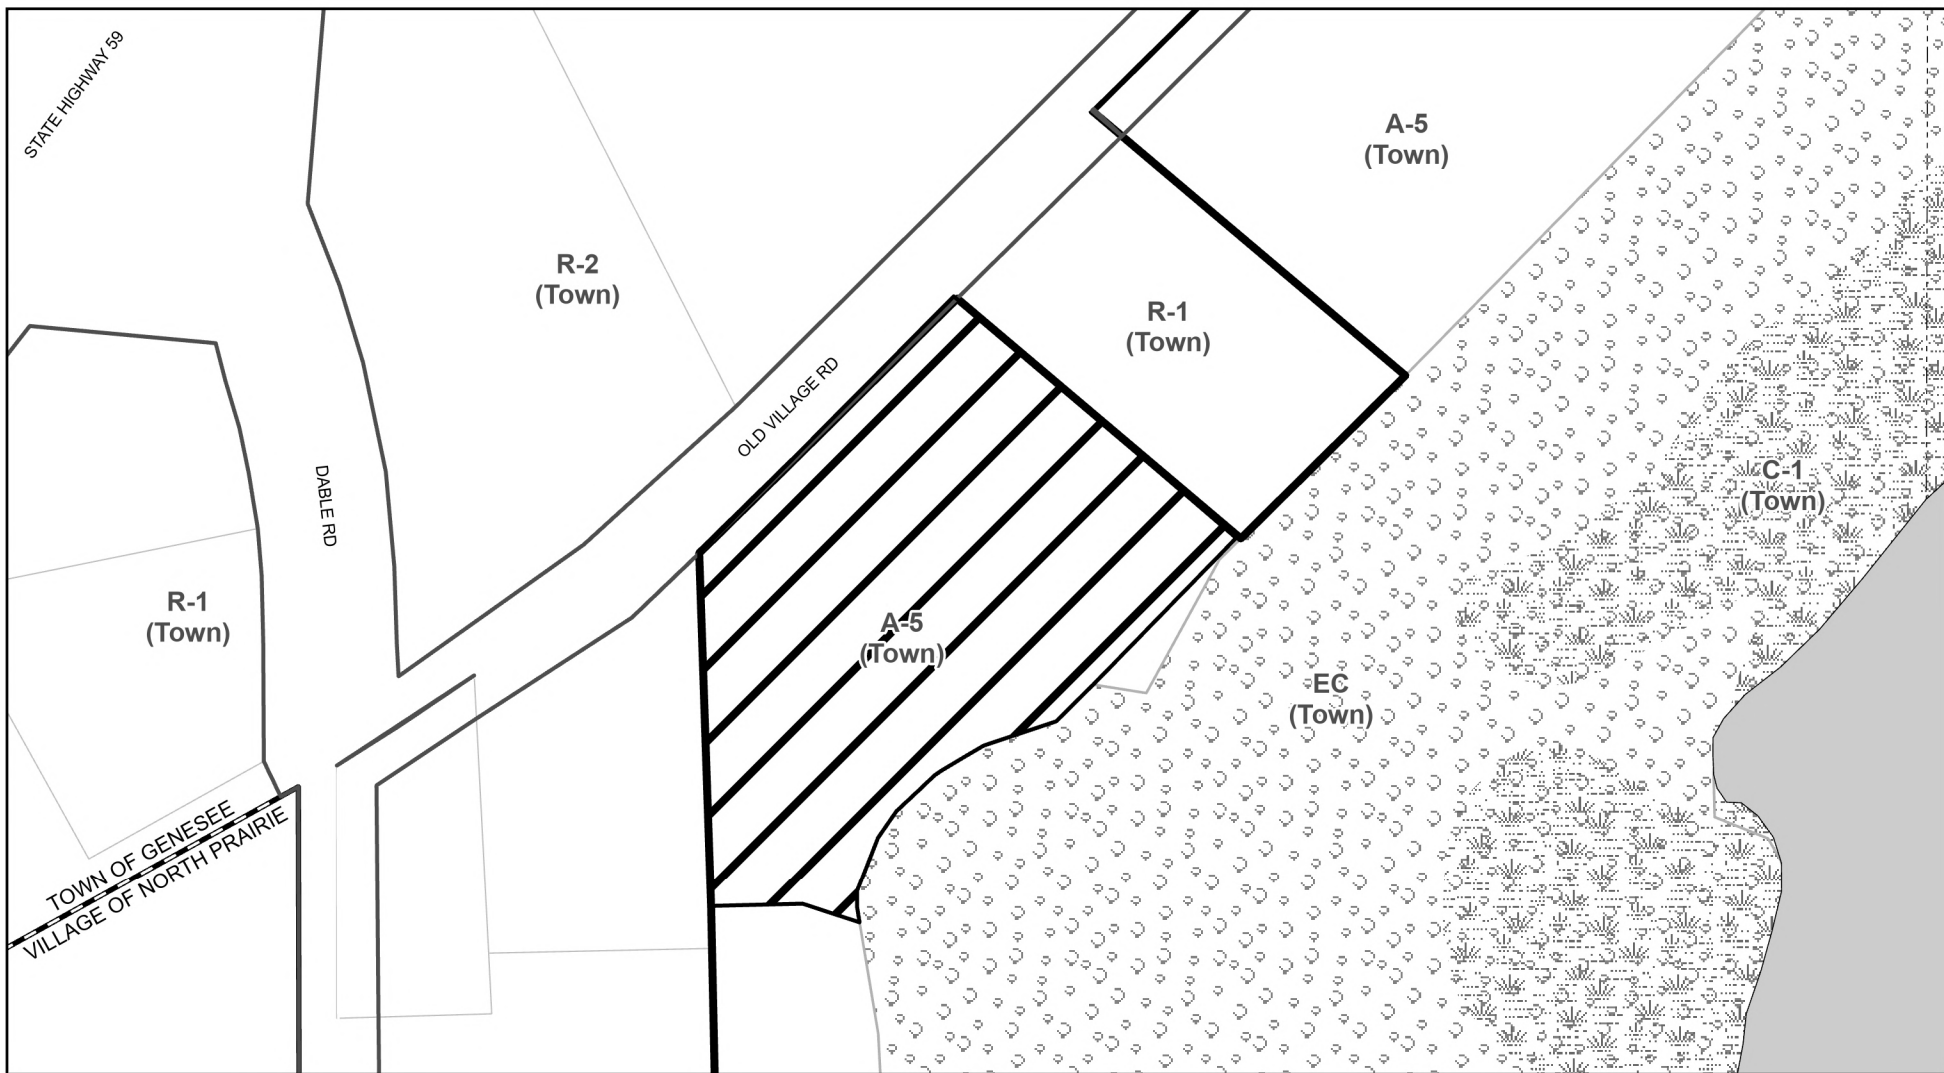 STATE HIGHWAY 59
A-5
(Town)
R-2
(Town)
R-1
(Town)
OLD VILLAGE RD
DABLE RD
C-1
(Town)
R-1
(Town)
A-5
(Town)
EC
(Town)
TOWN OF GENESEE
VILLAGE OF NORTH PRAIRIE